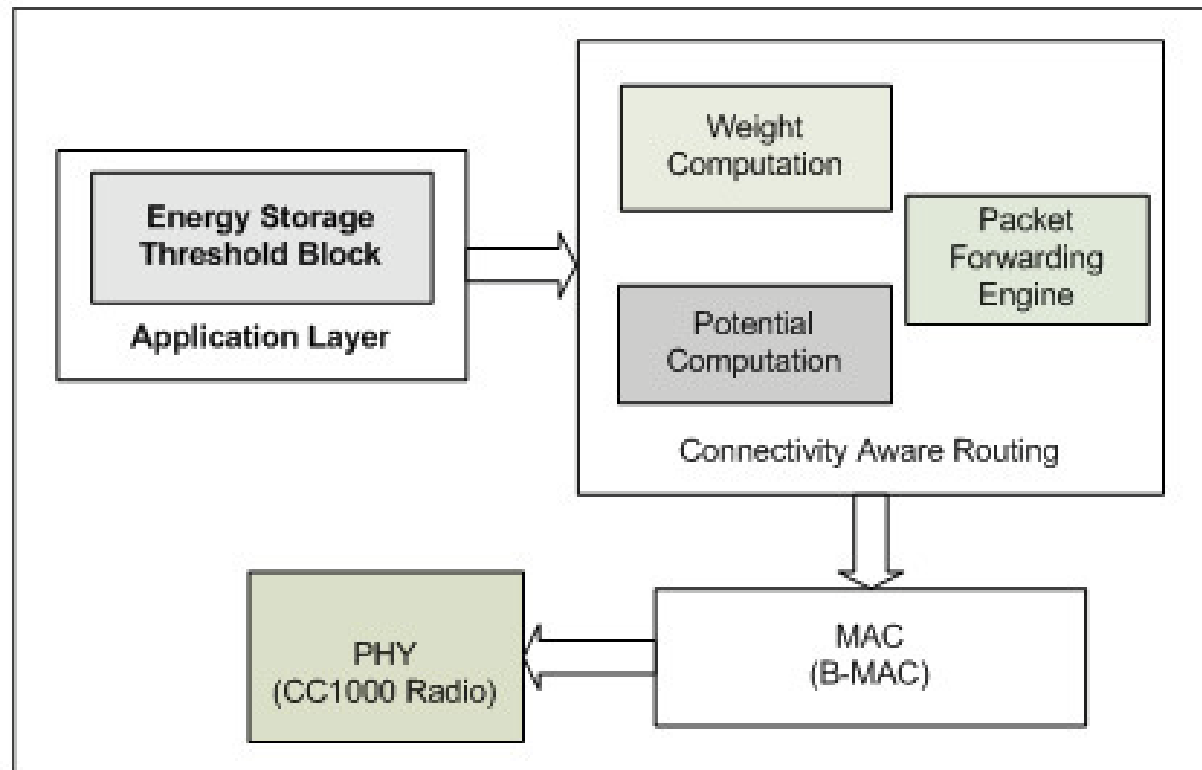 Energy Storage
Threshold Block
Application Layer
Weight
Computation
Packet
Forwarding
Engine
Potential
Computation
Connectivity Aware Routing
MAC
(B-MAC)
PHY
(CC1000 Radio)